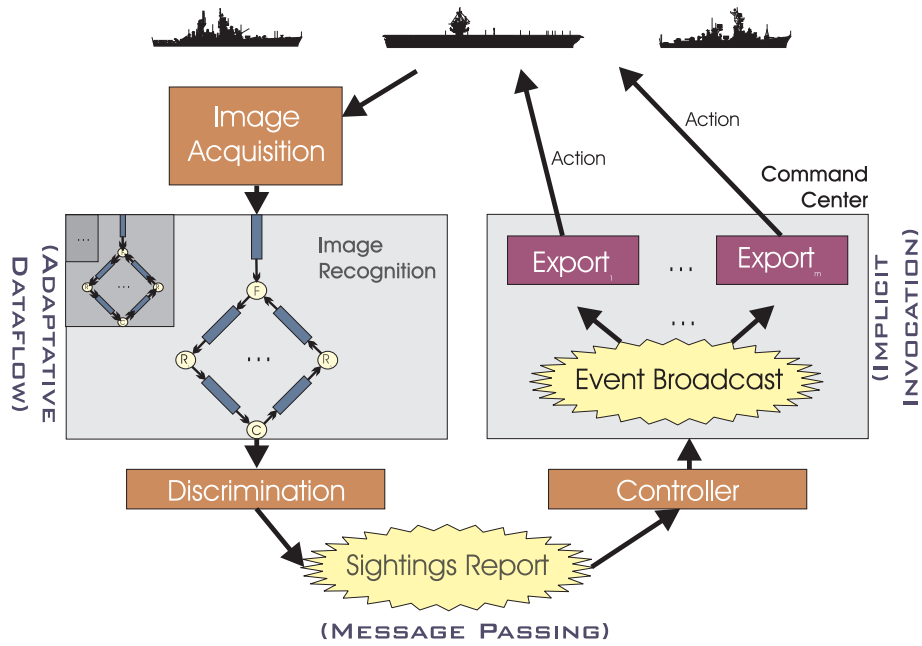 Image
Acquisition
Action
Action
Command
Center
(ADAPTATIVE
DATAFLOW)
...
...
Image
Recognition
F
R
...
R
C
Export
1
...
Export
m
...
Event Broadcast
(IMPLICIT
INVOCATION)
Discrimination
Controller
Sightings Report
(MESSAGE PASSING)